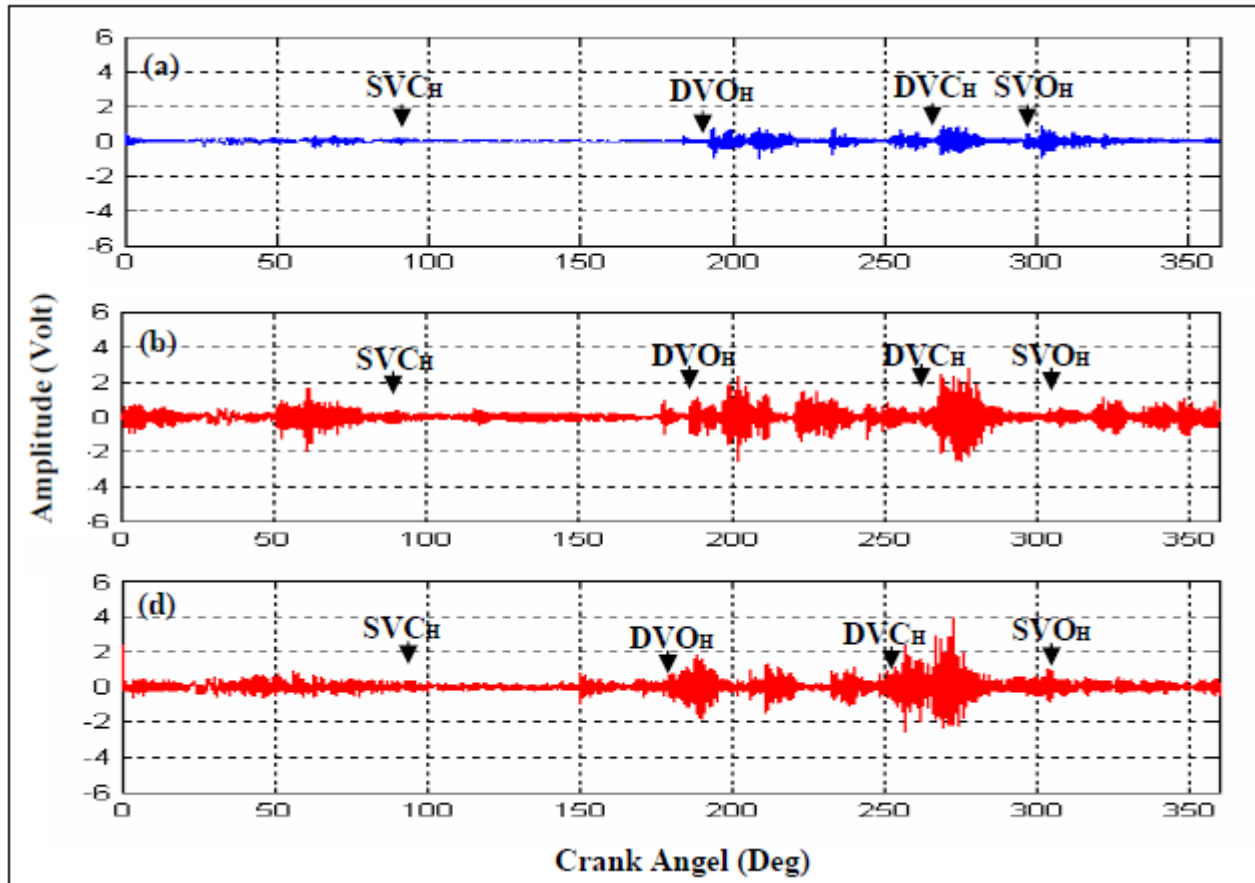 6
(a)
4
SVCH
DVOH
DVCH SVOH
2
0
-2
-4
-6
0 50 100 150 200 250 300 350
6
(b)
4
SVCH
DVOH
DVCH
SVOH
2
0
-2
-4
-6
0 50 100 150 200 250 300 350
6
(d)
4
SVCH
DVOH
DVCH
SVOH
2
0
-2
-4
-6
0 50 100 150 200 250 300 350
Amplitude (Volt)
Crank Angel (Deg)